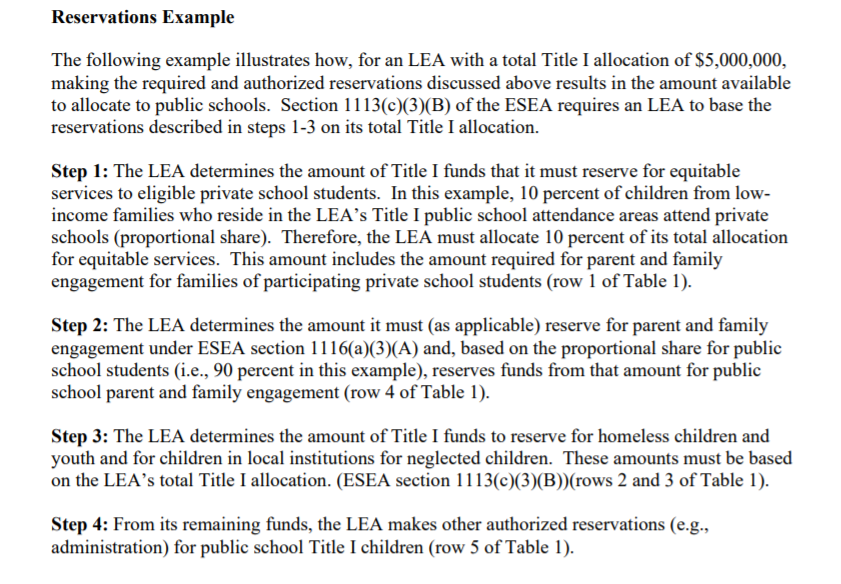 Reservations Example
The following example illustrates how, for an LEA with a total Title I allocation of $5,000,000,
making the required and authorized reservations discussed above results in the amount available
to allocate to public schools.  Section 1113(c)(3)(B) of the ESEA requires an LEA to base the
reservations described in steps 1-3 on its total Title I allocation.
Step 1: The LEA determines the amount of Title I funds that it must reserve for equitable
services to eligible private school students.  In this example, 10 percent of children from low-
income families who reside in the LEA's Title I public school attendance areas attend private
schools (proportional share).  Therefore, the LEA must allocate 10 percent of its total allocation
for equitable services.  This amount includes the amount required for parent and family
engagement for families of participating private school students (row 1 of Table 1).
Step 2: The LEA determines the amount it must (as applicable) reserve for parent and family
engagement under ESEA section 1116(a)(3)(A) and, based on the proportional share for public
school students (i.e., 90 percent in this example), reserves funds from that amount for public
school parent and family engagement (row 4 of Table 1).
Step 3: The LEA determines the amount of Title I funds to reserve for homeless children and
youth and for children in local institutions for neglected children.  These amounts must be based
on the LEA's total Title I allocation. (ESEA section 1113(c)(3)(B))(rows 2 and 3 of Table 1).
Step 4: From its remaining funds, the LEA makes other authorized reservations (e.g.,
administration) for public school Title I children (row 5 of Table 1).